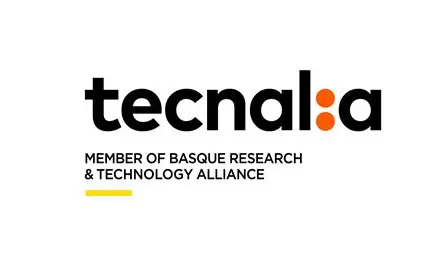 tecnalia
MEMBER OF BASQUE RESEARCH
& TECHNOLOGY ALLIANCE